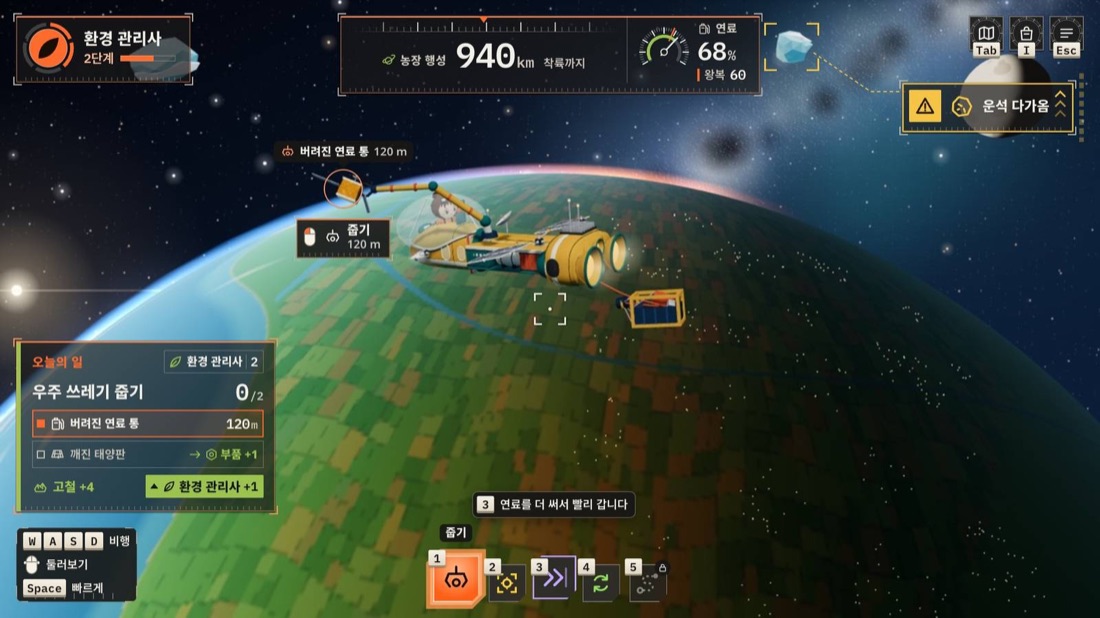 환경 관리사
2단계
농장 행성 940km 착륙까지
연료
68%
왕복 60
Tab
I
Esc
운석 다가옴
버려진 연료 통 120 m
줍기
120 m
오늘의 일
환경 관리사 2
우주 쓰레기 줍기 0/2
버려진 연료 통 120m
깨진 태양판 → 부품 +1
고철 +4
환경 관리사 +1
W A S D 비행
둘러보기
Space 빠르게
3 연료를 더 써서 빨리 갑니다
줍기
1 2 3 4 5